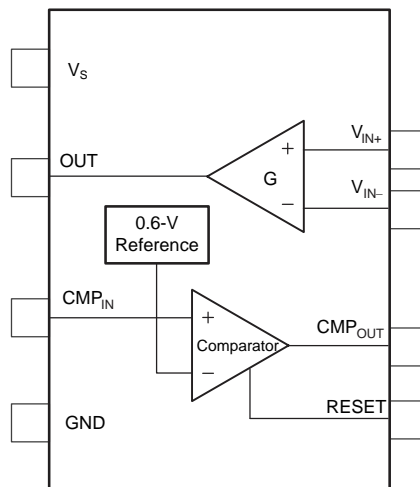 V_S
OUT
V_IN+
+
G
V_IN−
−
0.6-V
Reference
CMP_IN
+
Comparator
CMP_OUT
−
RESET
GND